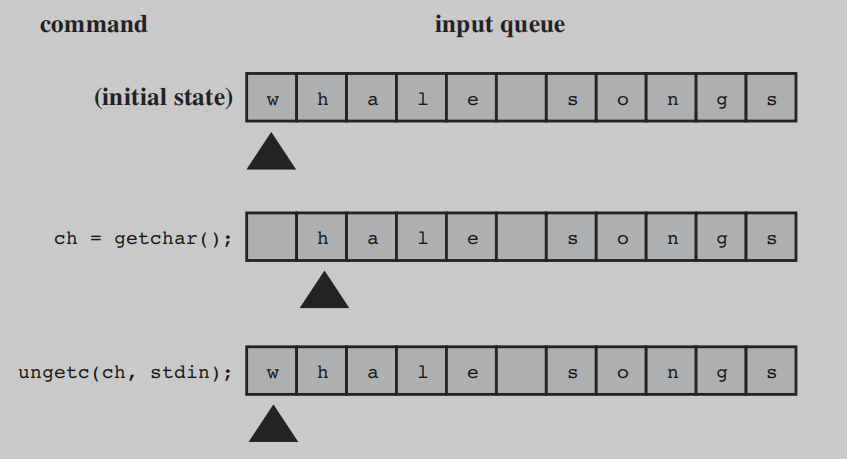 command input queue
(initial state) w h a l e s o n g s
ch = getchar(); h a l e s o n g s
ungetc(ch, stdin); w h a l e s o n g s